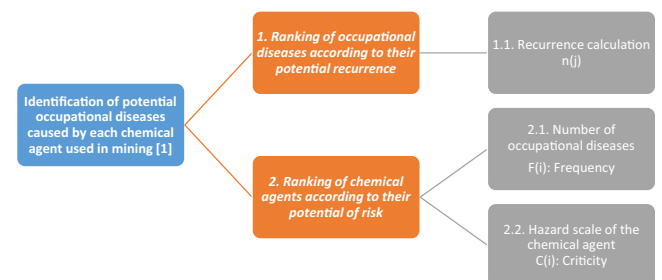 Identification of potential
occupational diseases
caused by each chemical
agent used in mining [1]
1. Ranking of occupational
diseases according to their
potential recurrence
1.1. Recurrence calculation
n(j)
2. Ranking of chemical
agents according to their
potential of risk
2.1. Number of
occupational diseases
F(i): Frequency
2.2. Hazard scale of the
chemical agent
C(i): Criticity